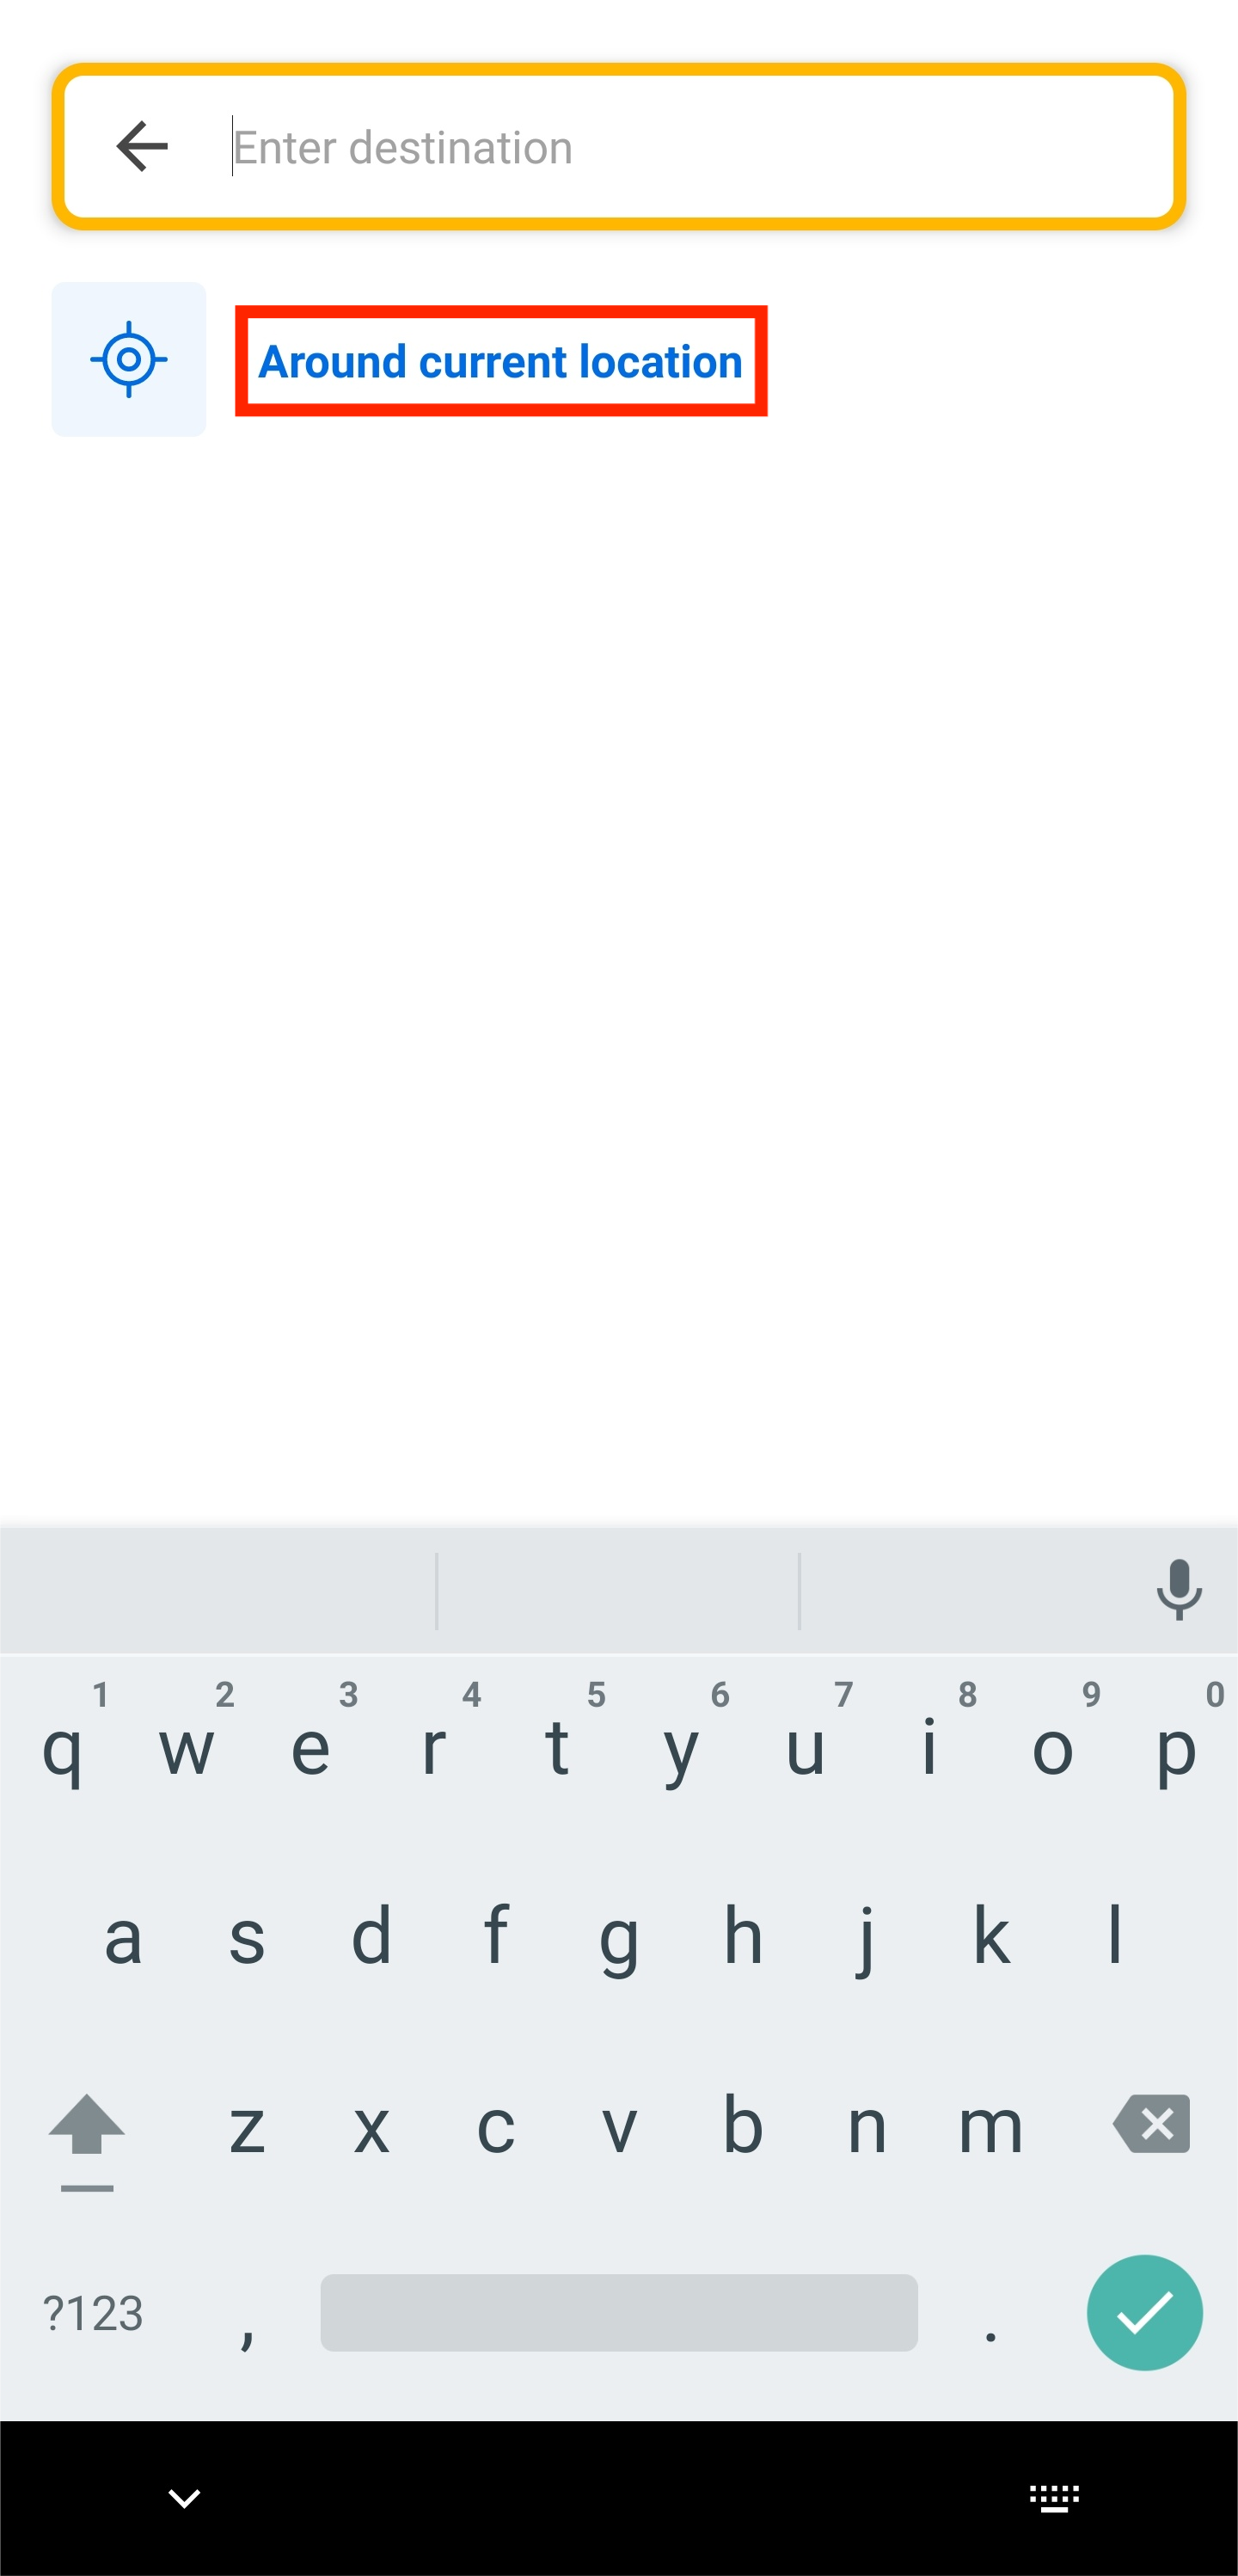 Enter destination
Around current location
1 2 3 4 5 6 7 8 9 0
q w e r t y u i o p
a s d f g h j k l
z x c v b n m
?123 , .